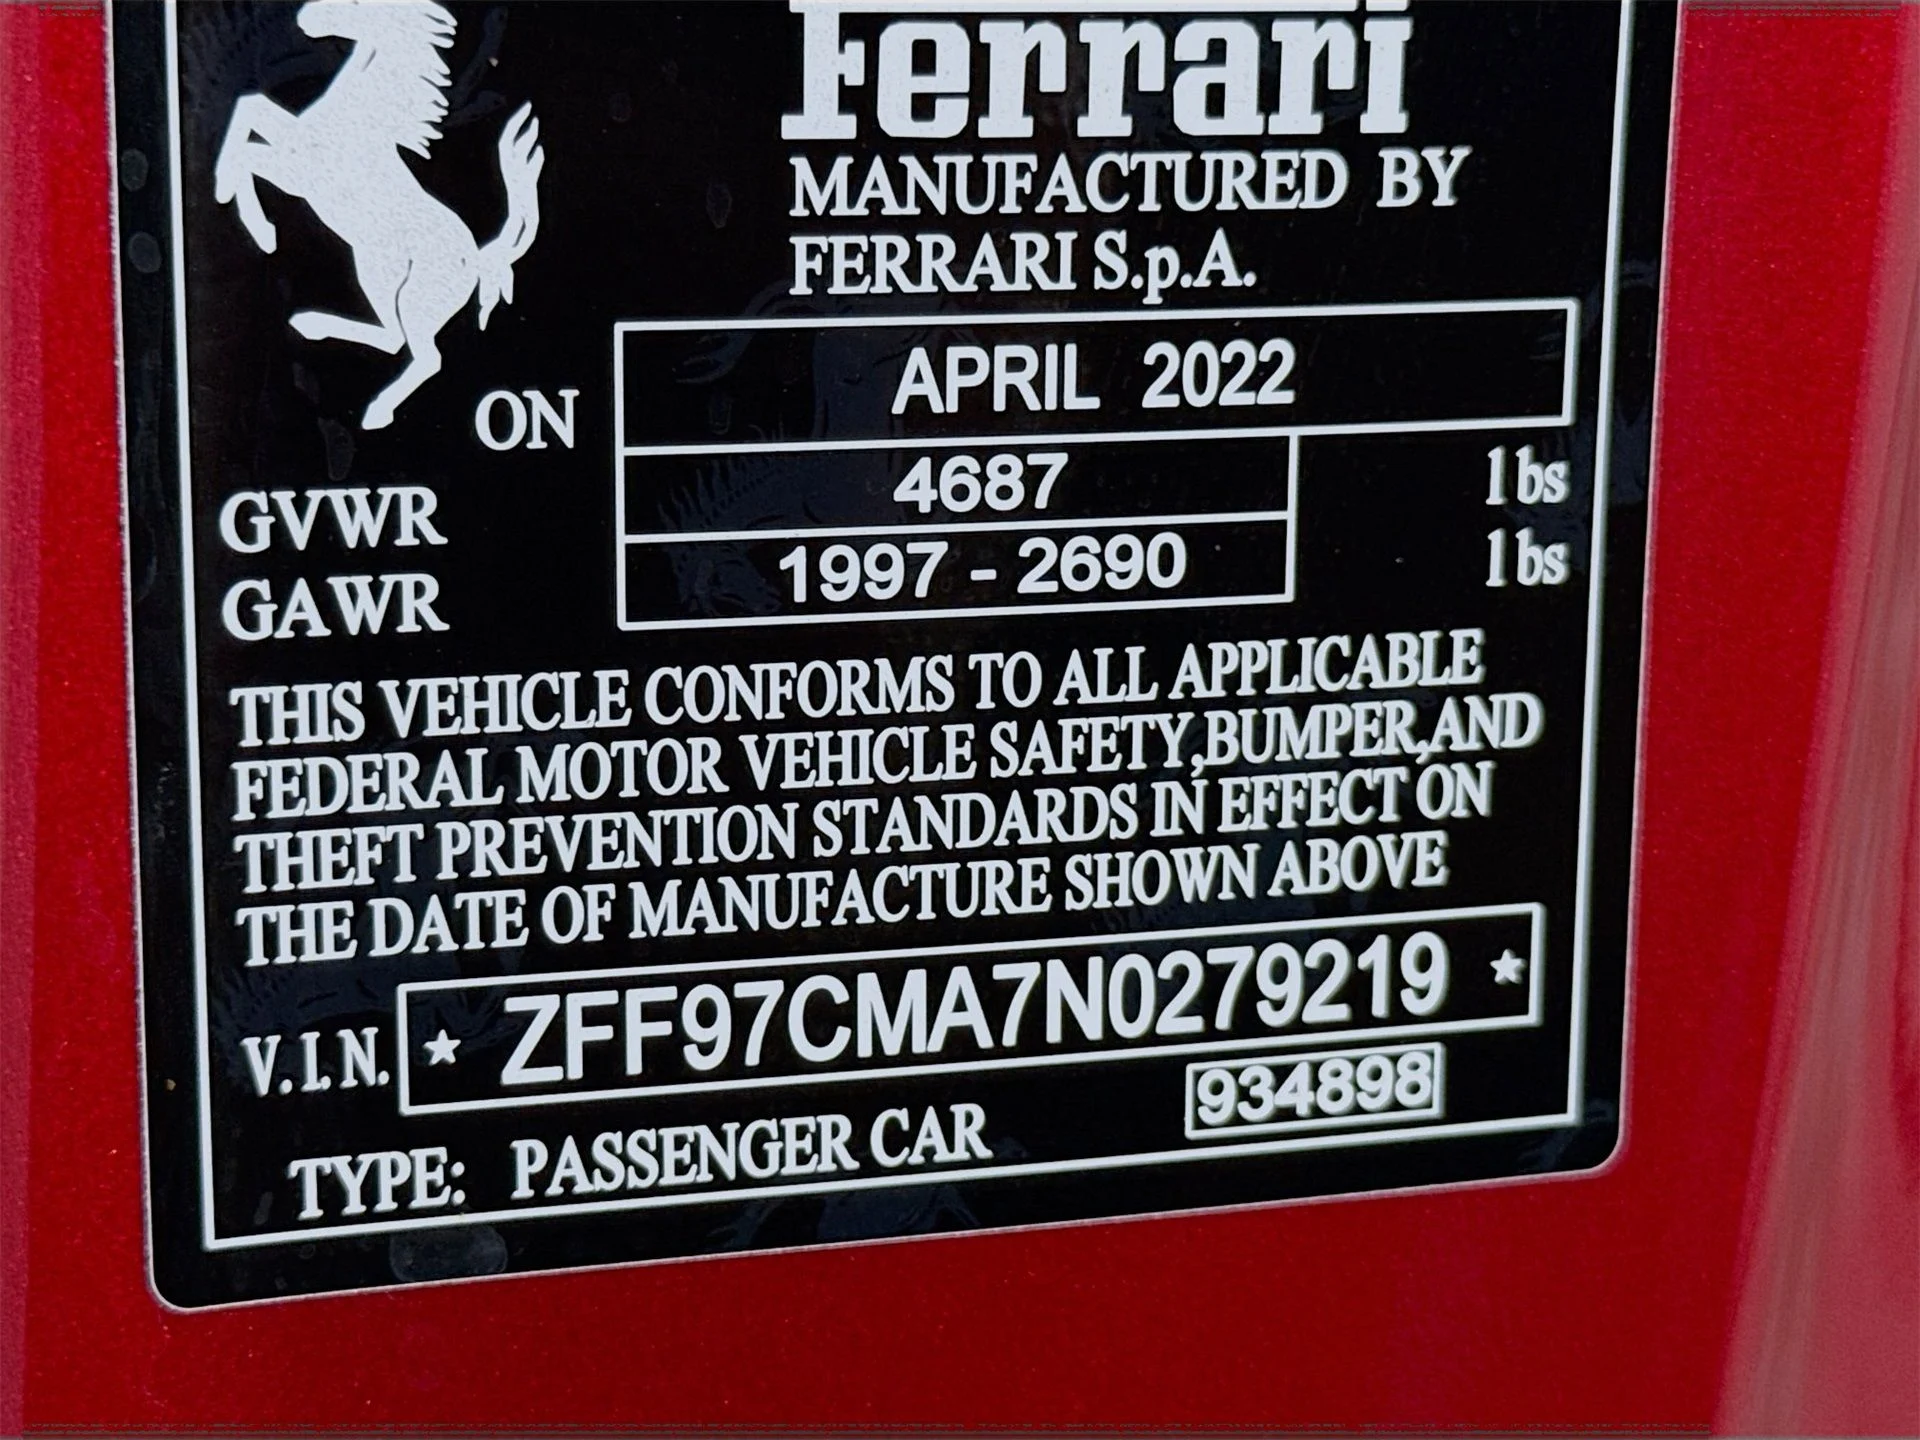 Ferrari
MANUFACTURED BY
FERRARI S.p.A.
ON APRIL 2022
GVWR 4687 lbs
GAWR 1997 - 2690 lbs
THIS VEHICLE CONFORMS TO ALL APPLICABLE
FEDERAL MOTOR VEHICLE SAFETY,BUMPER,AND
THEFT PREVENTION STANDARDS IN EFFECT ON
THE DATE OF MANUFACTURE SHOWN ABOVE
V.I.N. ★ ZFF97CMA7N0279219 ★
934898
TYPE: PASSENGER CAR